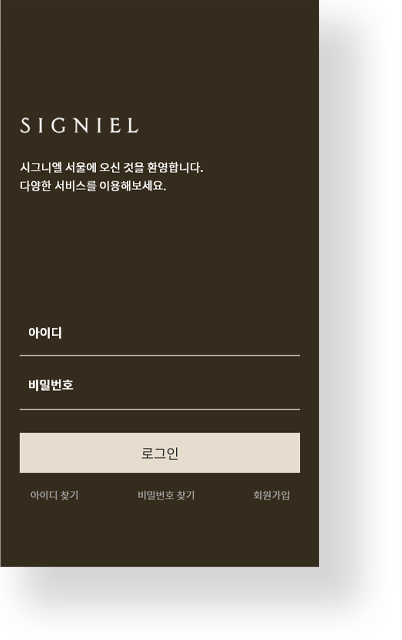 SIGNIEL
시그니엘 서울에 오신 것을 환영합니다.
다양한 서비스를 이용해보세요.
아이디
비밀번호
로그인
아이디 찾기 비밀번호 찾기 회원가입